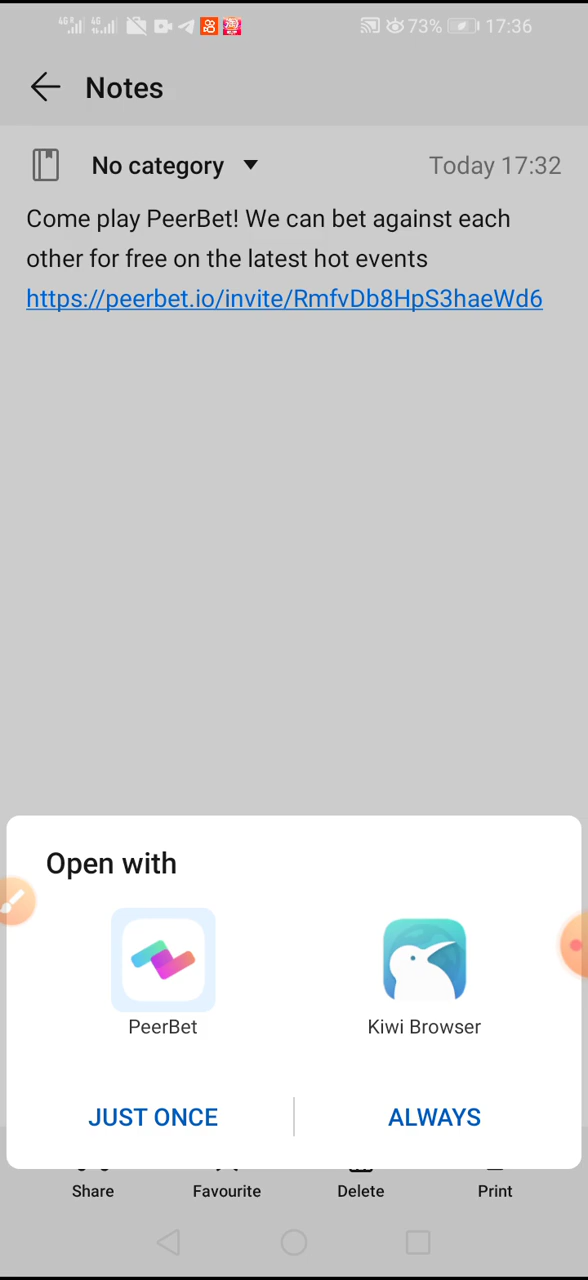 4G 4G 73% 17:36
Notes
No category Today 17:32
Come play PeerBet! We can bet against each
other for free on the latest hot events
https://peerbet.io/invite/RmfvDb8HpS3haeWd6
Open with
PeerBet Kiwi Browser
JUST ONCE ALWAYS
Share Favourite Delete Print